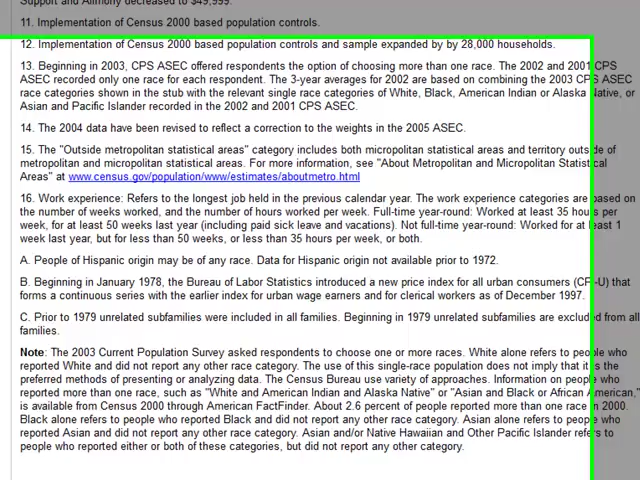 Support and Alimony decreased to $49,999.
11. Implementation of Census 2000 based population controls.
12. Implementation of Census 2000 based population controls and sample expanded by by 28,000 households.
13. Beginning in 2003, CPS ASEC offered respondents the option of choosing more than one race. The 2002 and 2001 CPS
ASEC recorded only one race for each respondent. The 3-year averages for 2002 are based on combining the 2003 CPS ASEC
race categories shown in the stub with the relevant single race categories of White, Black, American Indian or Alaska Native, or
Asian and Pacific Islander recorded in the 2002 and 2001 CPS ASEC.
14. The 2004 data have been revised to reflect a correction to the weights in the 2005 ASEC.
15. The "Outside metropolitan statistical areas" category includes both micropolitan statistical areas and territory outside of
metropolitan and micropolitan statistical areas. For more information, see "About Metropolitan and Micropolitan Statistical
Areas" at www.census.gov/population/www/estimates/aboutmetro.html
16. Work experience: Refers to the longest job held in the previous calendar year. The work experience categories are based on
the number of weeks worked, and the number of hours worked per week. Full-time year-round: Worked at least 35 hours per
week, for at least 50 weeks last year (including paid sick leave and vacations). Not full-time year-round: Worked for at least 1
week last year, but for less than 50 weeks, or less than 35 hours per week, or both.
A. People of Hispanic origin may be of any race. Data for Hispanic origin not available prior to 1972.
B. Beginning in January 1978, the Bureau of Labor Statistics introduced a new price index for all urban consumers (CPI-U) that
forms a continuous series with the earlier index for urban wage earners and for clerical workers as of December 1997.
C. Prior to 1979 unrelated subfamilies were included in all families. Beginning in 1979 unrelated subfamilies are excluded from all
families.
Note: The 2003 Current Population Survey asked respondents to choose one or more races. White alone refers to people who
reported White and did not report any other race category. The use of this single-race population does not imply that it is the
preferred methods of presenting or analyzing data. The Census Bureau use variety of approaches. Information on people who
reported more than one race, such as "White and American Indian and Alaska Native" or "Asian and Black or African American,"
is available from Census 2000 through American FactFinder. About 2.6 percent of people reported more than one race in 2000.
Black alone refers to people who reported Black and did not report any other race category. Asian alone refers to people who
reported Asian and did not report any other race category. Asian and/or Native Hawaiian and Other Pacific Islander refers to
people who reported either or both of these categories, but did not report any other category.